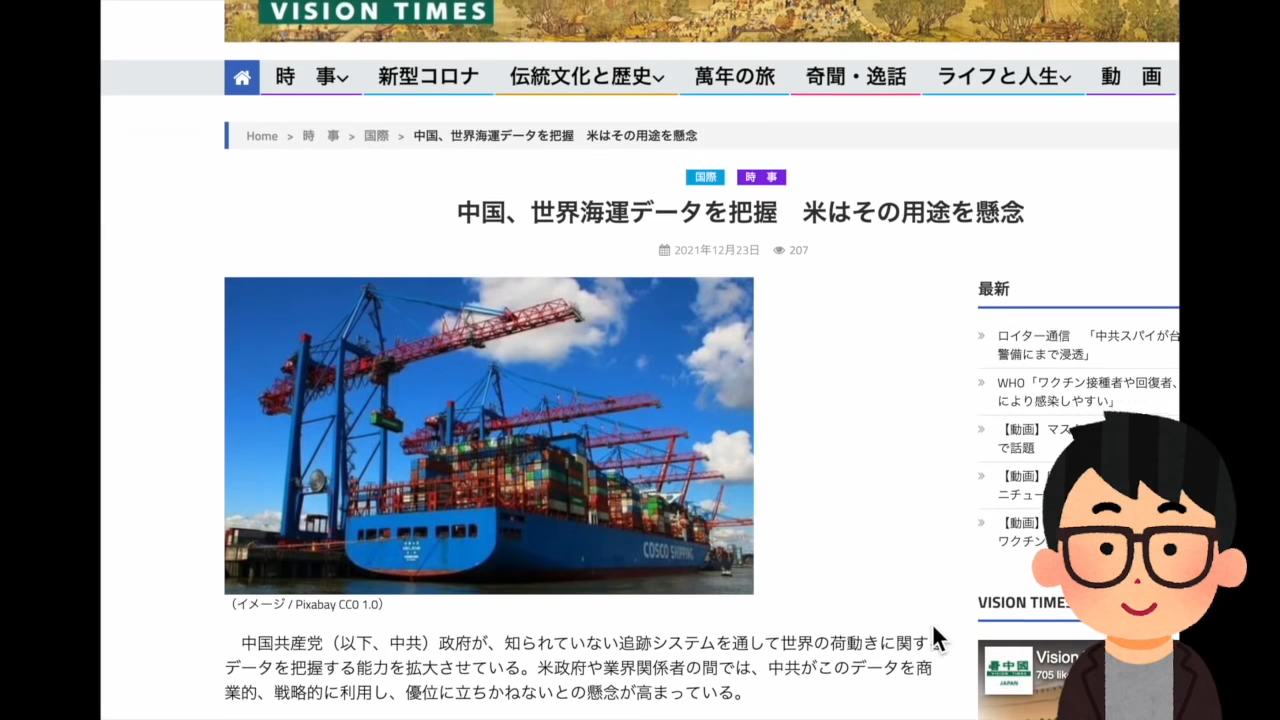 VISION TIMES
時 事
新型コロナ
伝統文化と歴史
萬年の旅
奇聞・逸話
ライフと人生
動 画
Home > 時 事 > 国際 > 中国、世界海運データを把握 米はその用途を懸念
国際 時 事
中国、世界海運データを把握 米はその用途を懸念
2021年12月23日 207
COSCO SHIPPING
(イメージ / Pixabay CC0 1.0)
中国共産党(以下、中共)政府が、知られていない追跡システムを通して世界の荷動きに関す
データを把握する能力を拡大させている。米政府や業界関係者の間では、中共がこのデータを商
業的、戦略的に利用し、優位に立ちかねないとの懸念が高まっている。
最新
ロイター通信 「中共スパイが台
警備にまで浸透」
WHO「ワクチン接種者や回復者、
により感染しやすい」
【動画】マス
で話題
【動画】
ニチュー
【動画】
ワクチン
VISION TIMES
看中國
VISION TIMES
JAPAN
Vision
705 lik